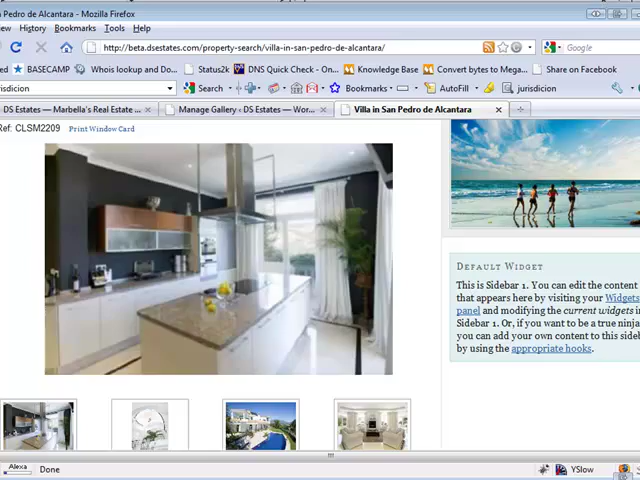 Pedro de Alcantara - Mozilla Firefox
History Bookmarks Tools Help
http://beta.dsestates.com/property-search/villa-in-san-pedro-de-alcantara/
Google
BASECAMP Whois lookup and Do... Status2k DNS Quick Check - On... Knowledge Base Convert bytes to Mega... Share on Facebook
Search Bookmarks AutoFill jurisdiction
DS Estates — Marbella's Real Estate ... Manage Gallery ‹ DS Estates — Wor... Villa in San Pedro de Alcantara
Ref: CLSM2209 Print Window Card
DEFAULT WIDGET
This is Sidebar 1. You can edit the content
that appears here by visiting your Widgets
panel and modifying the current widgets in
Sidebar 1. Or, if you want to be a true ninja
you can add your own content to this
by using the appropriate hooks.
Alexa Done YSlow